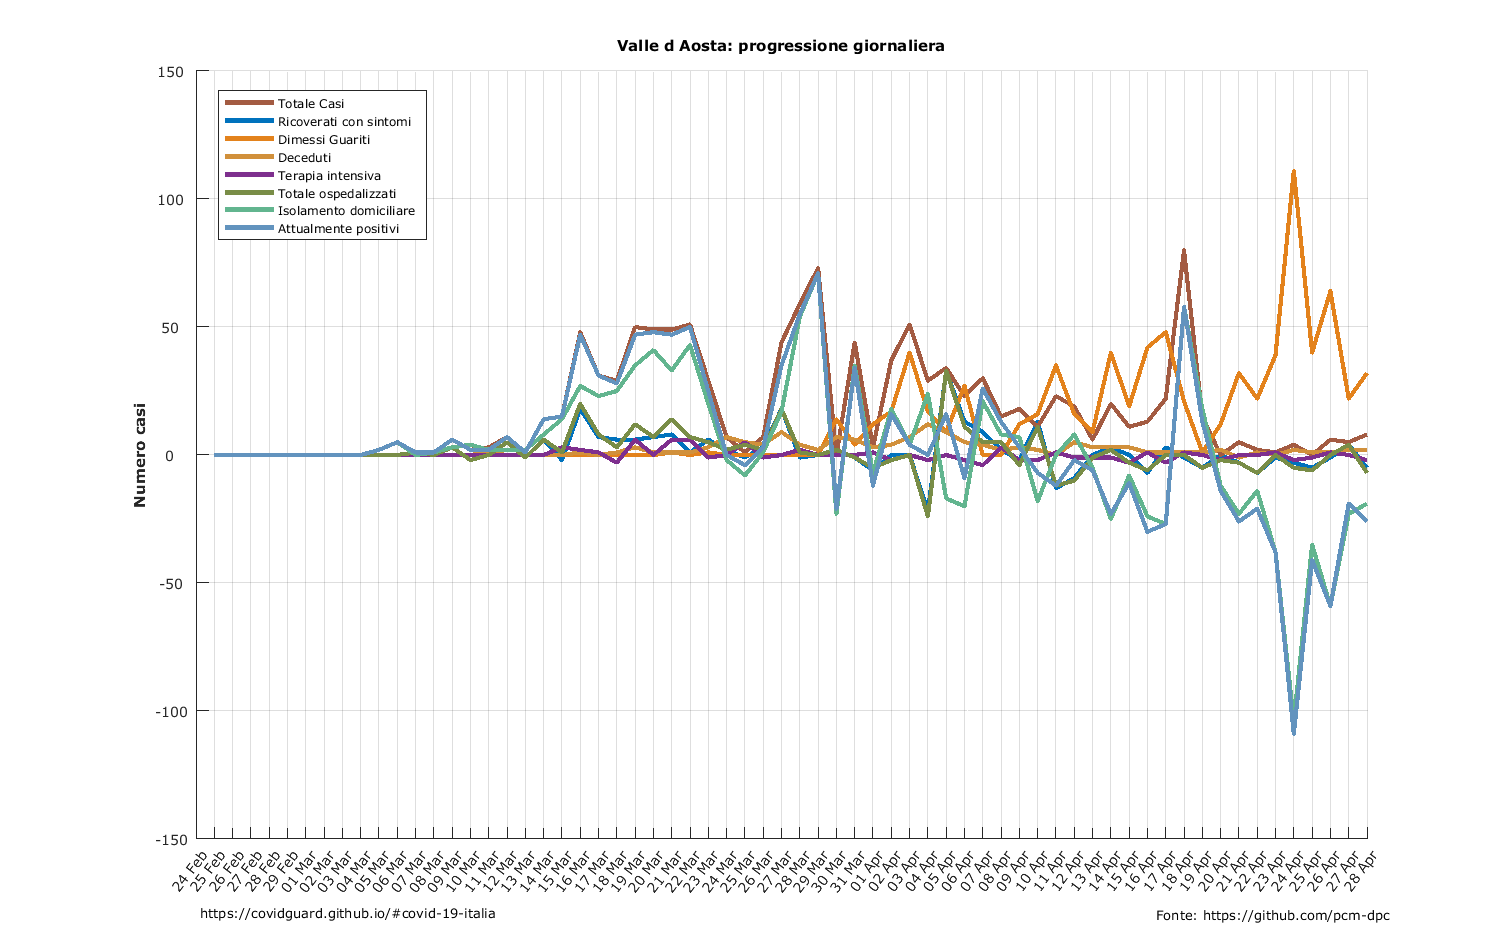 Valle d Aosta: progressione giornaliera
150
100
50
0
-50
-100
-150
Numero casi
Totale Casi
Ricoverati con sintomi
Dimessi Guariti
Deceduti
Terapia intensiva
Totale ospedalizzati
Isolamento domiciliare
Attualmente positivi
24 Feb
25 Feb
26 Feb
27 Feb
28 Feb
29 Feb
01 Mar
02 Mar
03 Mar
04 Mar
05 Mar
06 Mar
07 Mar
08 Mar
09 Mar
10 Mar
11 Mar
12 Mar
13 Mar
14 Mar
15 Mar
16 Mar
17 Mar
18 Mar
19 Mar
20 Mar
21 Mar
22 Mar
23 Mar
24 Mar
25 Mar
26 Mar
27 Mar
28 Mar
29 Mar
30 Mar
31 Mar
01 Apr
02 Apr
03 Apr
04 Apr
05 Apr
06 Apr
07 Apr
08 Apr
09 Apr
10 Apr
11 Apr
12 Apr
13 Apr
14 Apr
15 Apr
16 Apr
17 Apr
18 Apr
19 Apr
20 Apr
21 Apr
22 Apr
23 Apr
24 Apr
25 Apr
26 Apr
27 Apr
28 Apr
https://covidguard.github.io/#covid-19-italia
Fonte: https://github.com/pcm-dpc